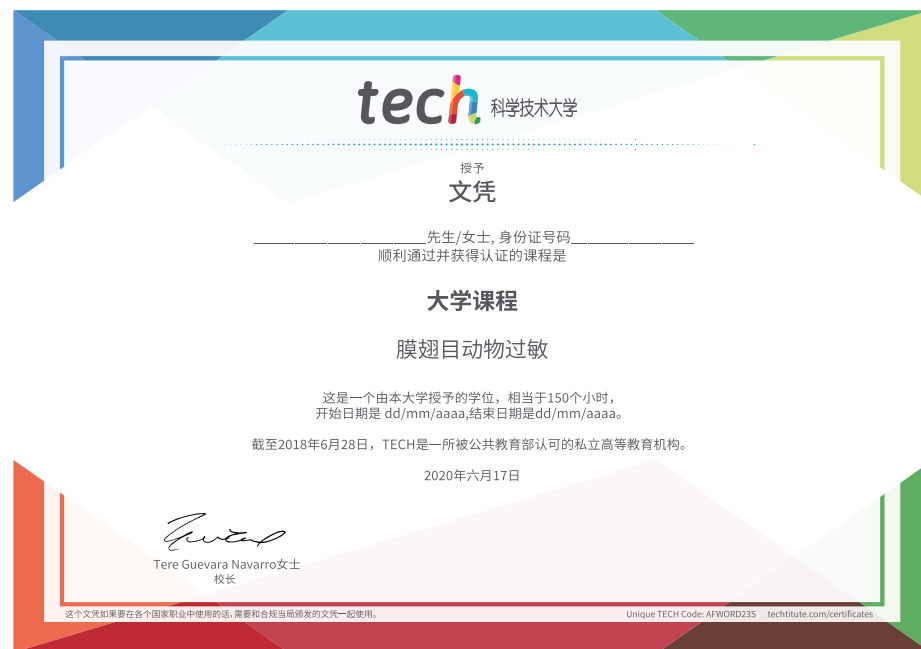 tech 科学技术大学
授予
文凭
______________________先生/女士, 身份证号码________________
顺利通过并获得认证的课程是
大学课程
膜翅目动物过敏
这是一个由本大学授予的学位，相当于150个小时，
开始日期是 dd/mm/aaaa,结束日期是dd/mm/aaaa。
截至2018年6月28日，TECH是一所被公共教育部认可的私立高等教育机构。
2020年六月17日
Tere Guevara Navarro女士
校长
这个文凭如果要在各个国家职业中使用的话,需要和合规当局颁发的文凭一起使用。
Unique TECH Code: AFWORD23S techtitute.com/certificates